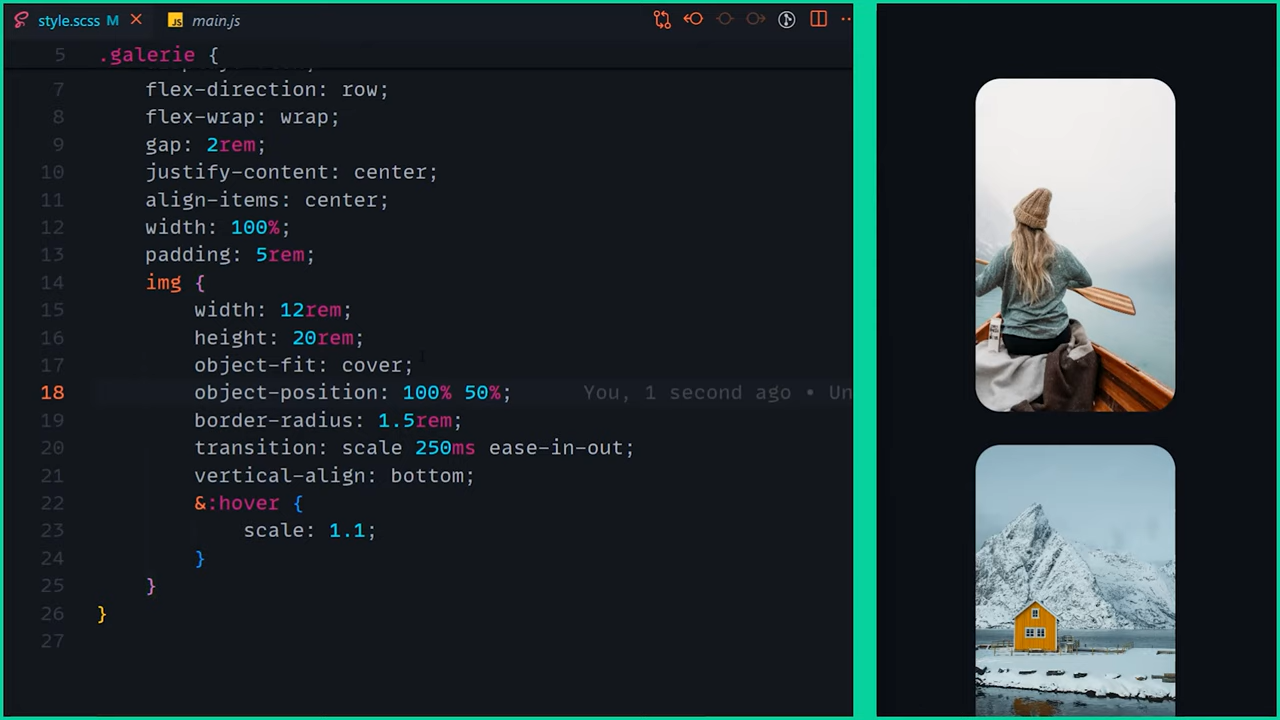 style.scss M
JS main.js
5 .galerie {
7 flex-direction: row;
8 flex-wrap: wrap;
9 gap: 2rem;
10 justify-content: center;
11 align-items: center;
12 width: 100%;
13 padding: 5rem;
14 img {
15 width: 12rem;
16 height: 20rem;
17 object-fit: cover;
18 object-position: 100% 50%; You, 1 second ago • Un
19 border-radius: 1.5rem;
20 transition: scale 250ms ease-in-out;
21 vertical-align: bottom;
22 &:hover {
23 scale: 1.1;
24 }
25 }
26 }
27